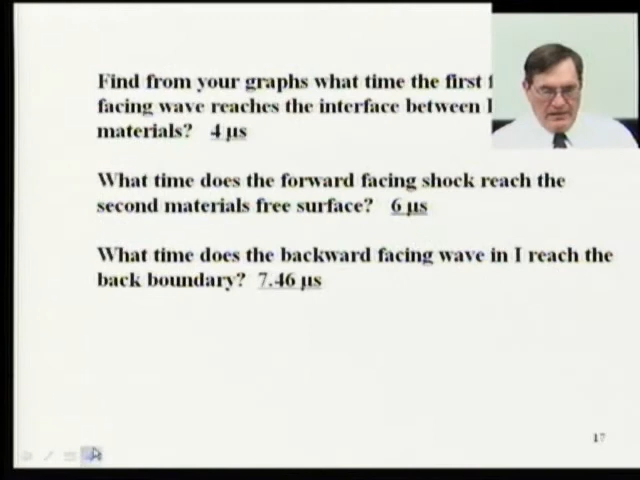 Find from your graphs what time the first
facing wave reaches the interface between
materials? 4 μs
What time does the forward facing shock reach the
second materials free surface? 6 μs
What time does the backward facing wave in I reach the
back boundary? 7.46 μs
17